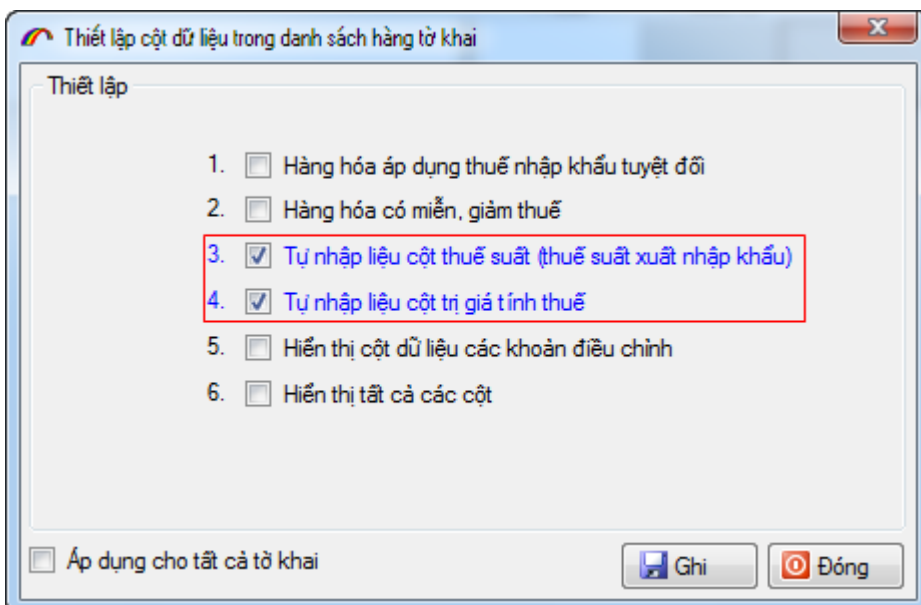 Thiết lập cột dữ liệu trong danh sách hàng tờ khai
Thiết lập
1. Hàng hóa áp dụng thuế nhập khẩu tuyệt đối
2. Hàng hóa có miễn, giảm thuế
3. Tự nhập liệu cột thuế suất (thuế suất xuất nhập khẩu)
4. Tự nhập liệu cột trị giá tính thuế
5. Hiển thị cột dữ liệu các khoản điều chỉnh
6. Hiển thị tất cả các cột
Áp dụng cho tất cả tờ khai
Ghi
Đóng